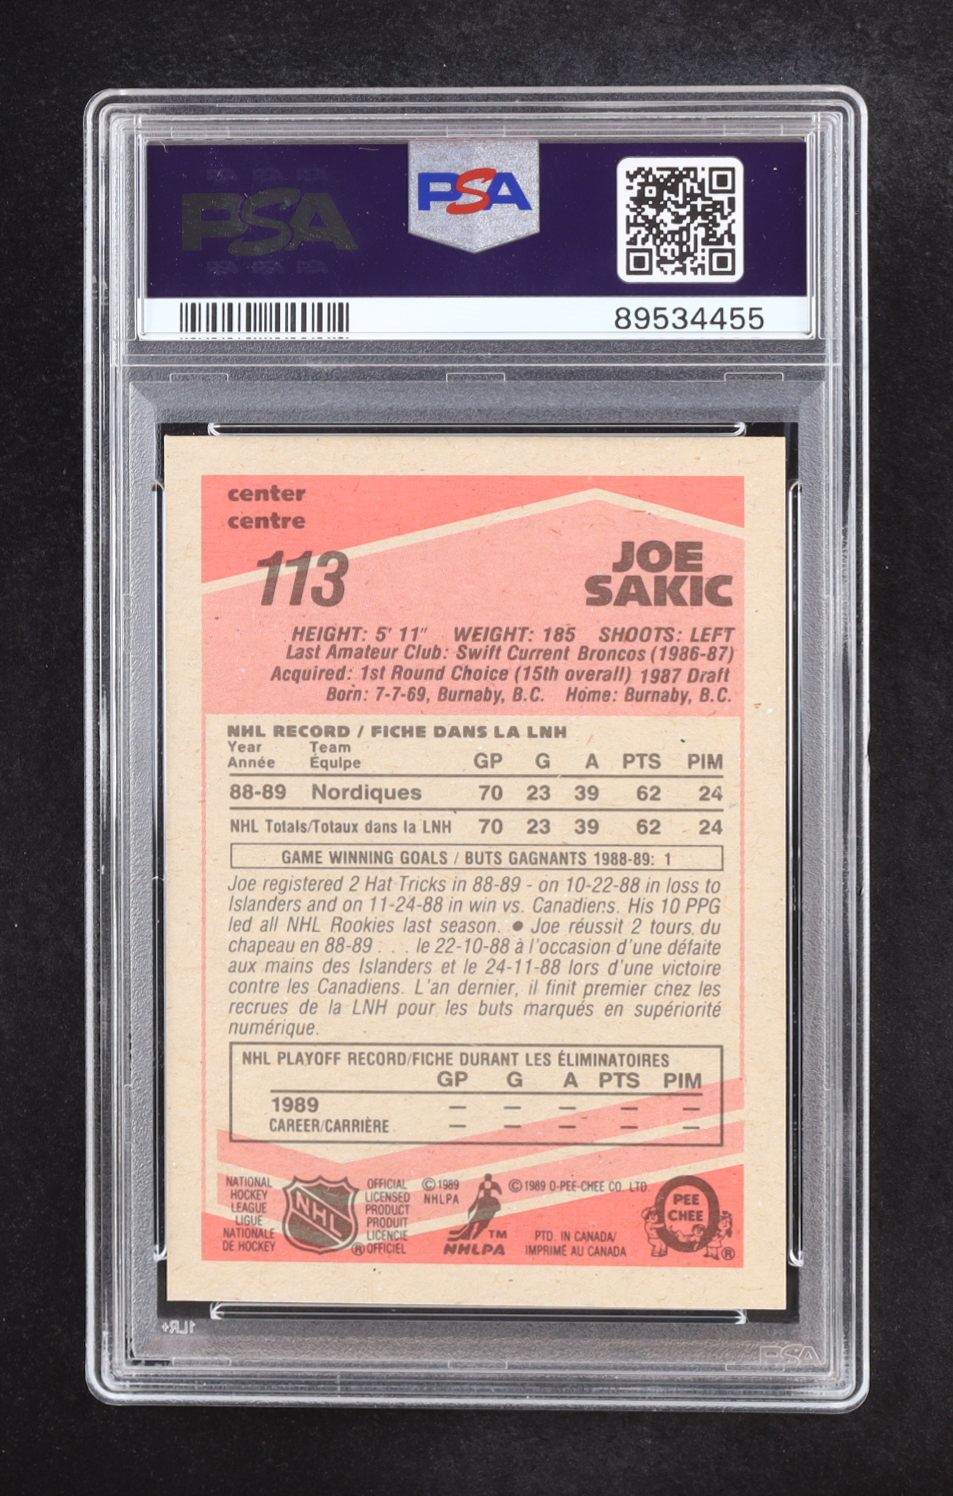 PSA
PSA
89534455
center
centre
113
JOE
SAKIC
HEIGHT: 5' 11" WEIGHT: 185 SHOOTS: LEFT
Last Amateur Club: Swift Current Broncos (1986-87)
Acquired: 1st Round Choice (15th overall) 1987 Draft
Born: 7-7-69, Burnaby, B.C. Home: Burnaby, B.C.
NHL RECORD / FICHE DANS LA LNH
Year Team
Année Équipe GP G A PTS PIM
88-89 Nordiques 70 23 39 62 24
NHL Totals/Totaux dans la LNH 70 23 39 62 24
GAME WINNING GOALS / BUTS GAGNANTS 1988-89: 1
Joe registered 2 Hat Tricks in 88-89 - on 10-22-88 in loss to
Islanders and on 11-24-88 in win vs. Canadiens. His 10 PPG
led all NHL Rookies last season. ● Joe réussit 2 tours du
chapeau en 88-89 . . . le 22-10-88 à l'occasion d'une défaite
aux mains des Islanders et le 24-11-88 lors d'une victoire
contre les Canadiens. L'an dernier, il finit premier chez les
recrues de la LNH pour les buts marqués en supériorité
numérique.
NHL PLAYOFF RECORD/FICHE DURANT LES ÉLIMINATOIRES
GP G A PTS PIM
1989 — — — — —
CAREER/CARRIÈRE — — — — —
NATIONAL
HOCKEY
LEAGUE
LIGUE
NATIONALE
DE HOCKEY
NHL
®
OFFICIAL
LICENSED
PRODUCT
PRODUIT
LICENCIÉ
OFFICIEL
©1989
NHLPA
TM
NHLPA
©1989 O-PEE-CHEE CO. LTD.
PTD. IN CANADA/
IMPRIMÉ AU CANADA
O
PEE
CHEE
®
1LR+
PSA